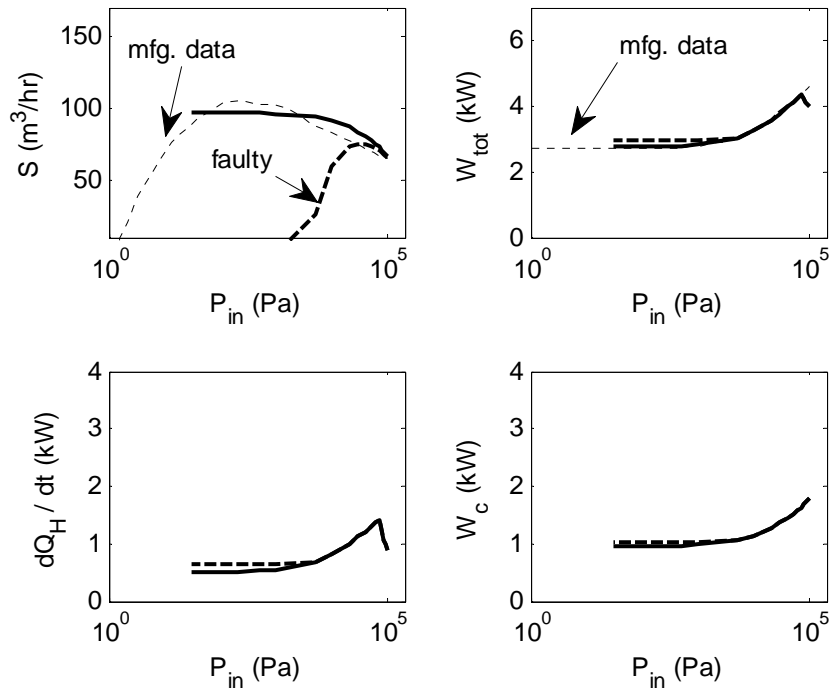 150
100
50
S (m³/hr)
mfg. data
faulty
10⁰
10⁵
P_in (Pa)
6
4
2
0
W_tot (kW)
mfg. data
10⁰
10⁵
P_in (Pa)
4
3
2
1
0
dQ_H / dt (kW)
10⁰
10⁵
P_in (Pa)
4
3
2
1
0
W_c (kW)
10⁰
10⁵
P_in (Pa)